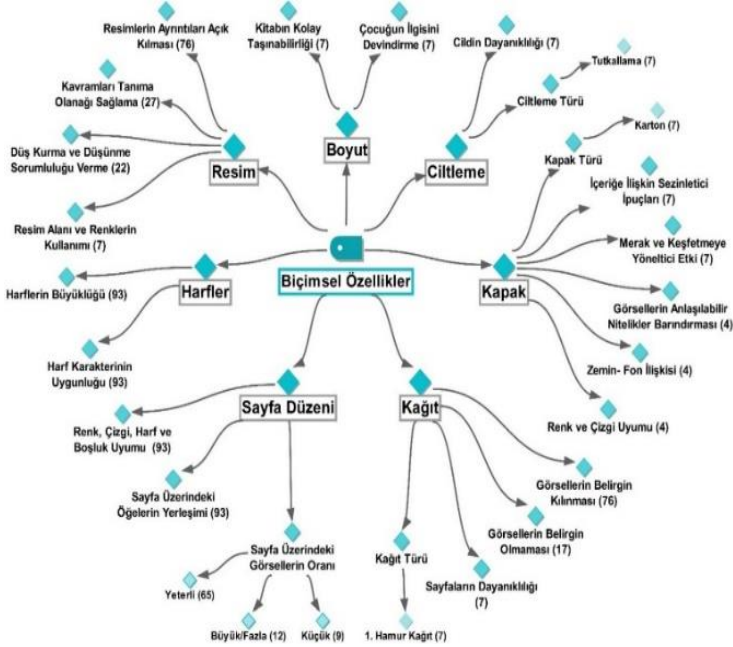 Resimlerin Ayrıntıları Açık
Kılması (76)
Kitabın Kolay
Taşınabilirliği (7)
Çocuğun İlgisini
Devindirme (7)
Cildin Dayanıklılığı (7)
Tutkallama (7)
Kavramları Tanıma
Olanağı Sağlama (27)
Ciltleme Türü
Karton (7)
Düş Kurma ve Düşünme
Sorumluluğu Verme (22)
Resim
Boyut
Ciltleme
Kapak Türü
İçeriğe İlişkin Sezinletici
İpuçları (7)
Resim Alanı ve Renklerin
Kullanımı (7)
Merak ve Keşfetmeye
Yöneltici Etki (7)
Harflerin Büyüklüğü (93)
Harfler
Biçimsel Özellikler
Kapak
Görsellerin Anlaşılabilir
Nitelikler Barındırması (4)
Harf Karakterinin
Uygunluğu (93)
Zemin- Fon İlişkisi (4)
Sayfa Düzeni
Kağıt
Renk ve Çizgi Uyumu (4)
Renk, Çizgi, Harf ve
Boşluk Uyumu (93)
Görsellerin Belirgin
Kılınması (76)
Sayfa Üzerindeki
Öğelerin Yerleşimi (93)
Görsellerin Belirgin
Olmaması (17)
Sayfa Üzerindeki
Görsellerin Oranı
Kağıt Türü
Sayfaların Dayanıklılığı
(7)
Yeterli (65)
Büyük/Fazla (12)
Küçük (9)
1. Hamur Kağıt (7)